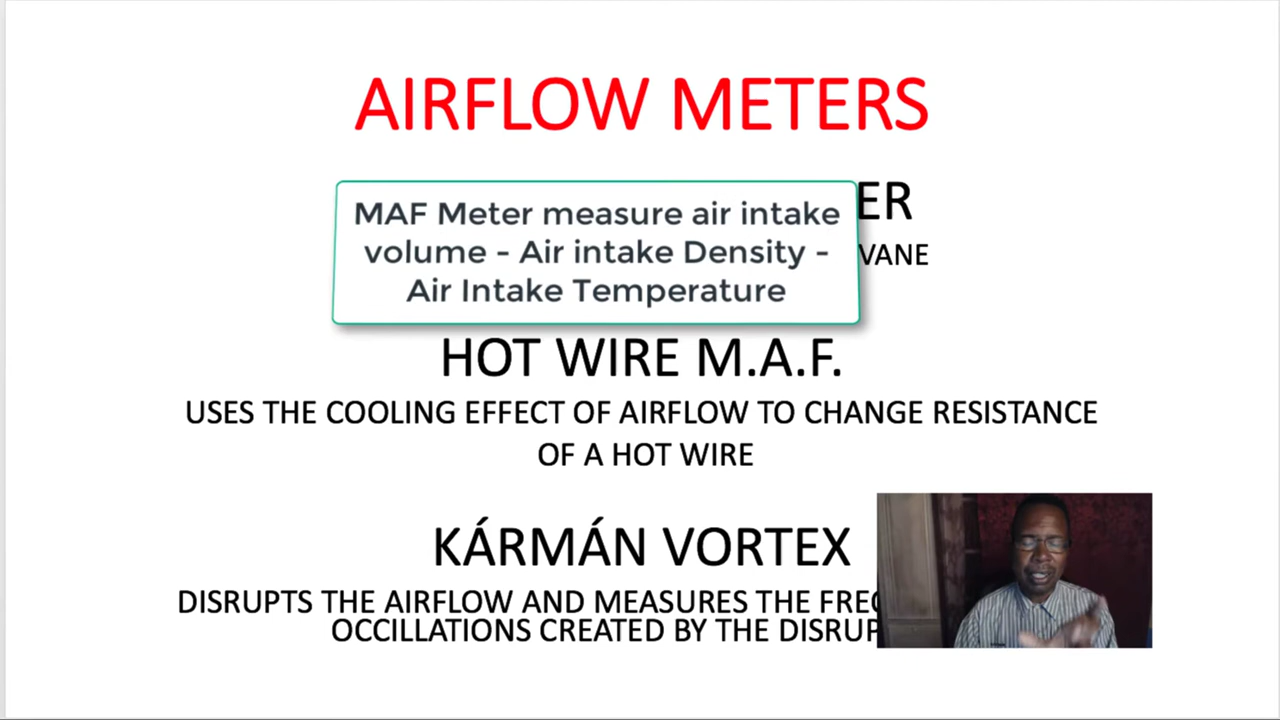 AIRFLOW METERS
ER
VANE
MAF Meter measure air intake
volume - Air intake Density -
Air Intake Temperature
HOT WIRE M.A.F.
USES THE COOLING EFFECT OF AIRFLOW TO CHANGE RESISTANCE
OF A HOT WIRE
KÁRMÁN VORTEX
DISRUPTS THE AIRFLOW AND MEASURES THE FREQ
OCCILLATIONS CREATED BY THE DISRUP